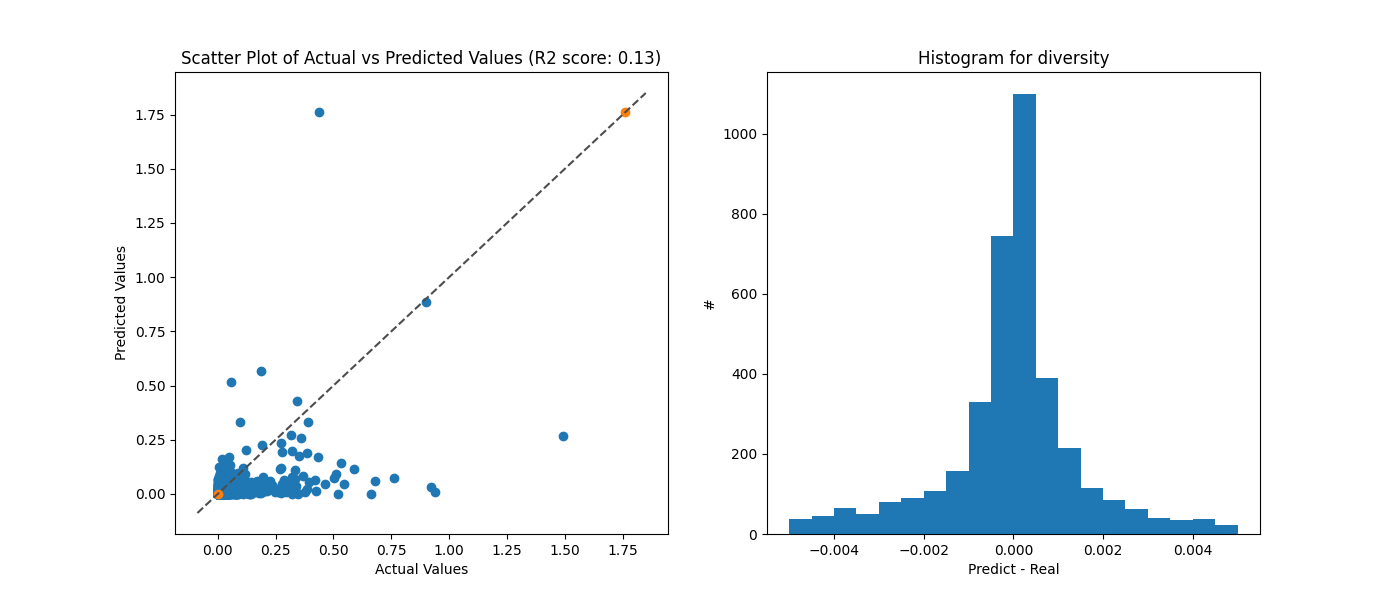 Scatter Plot of Actual vs Predicted Values (R2 score: 0.13)
Predicted Values
1.75
1.50
1.25
1.00
0.75
0.50
0.25
0.00
0.00 0.25 0.50 0.75 1.00 1.25 1.50 1.75
Actual Values
Histogram for diversity
#
1000
800
600
400
200
0
−0.004 −0.002 0.000 0.002 0.004
Predict - Real